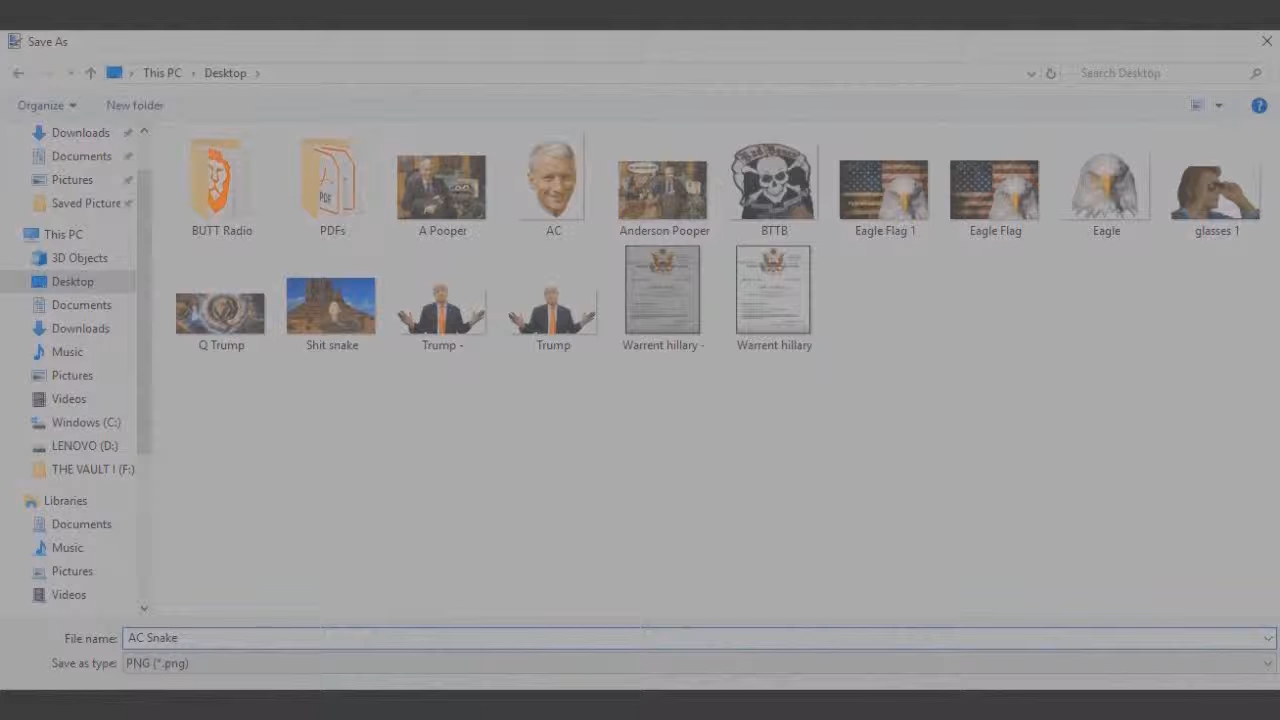 Save As
This PC
Desktop
Search Desktop
Organize
New folder
Downloads
Documents
Pictures
Saved Picture
This PC
3D Objects
Desktop
Documents
Downloads
Music
Pictures
Videos
Windows (C:)
LENOVO (D:)
THE VAULT ! (F:)
Libraries
Documents
Music
Pictures
Videos
PDF
BUTT Radio
PDFs
A Pooper
AC
Anderson Pooper
BTTB
Eagle Flag 1
Eagle Flag
Eagle
glasses 1
Q Trump
Shit snake
Trump -
Trump
Warrent hillary -
Warrent hillary
File name: AC Snake
Save as type: PNG (*.png)